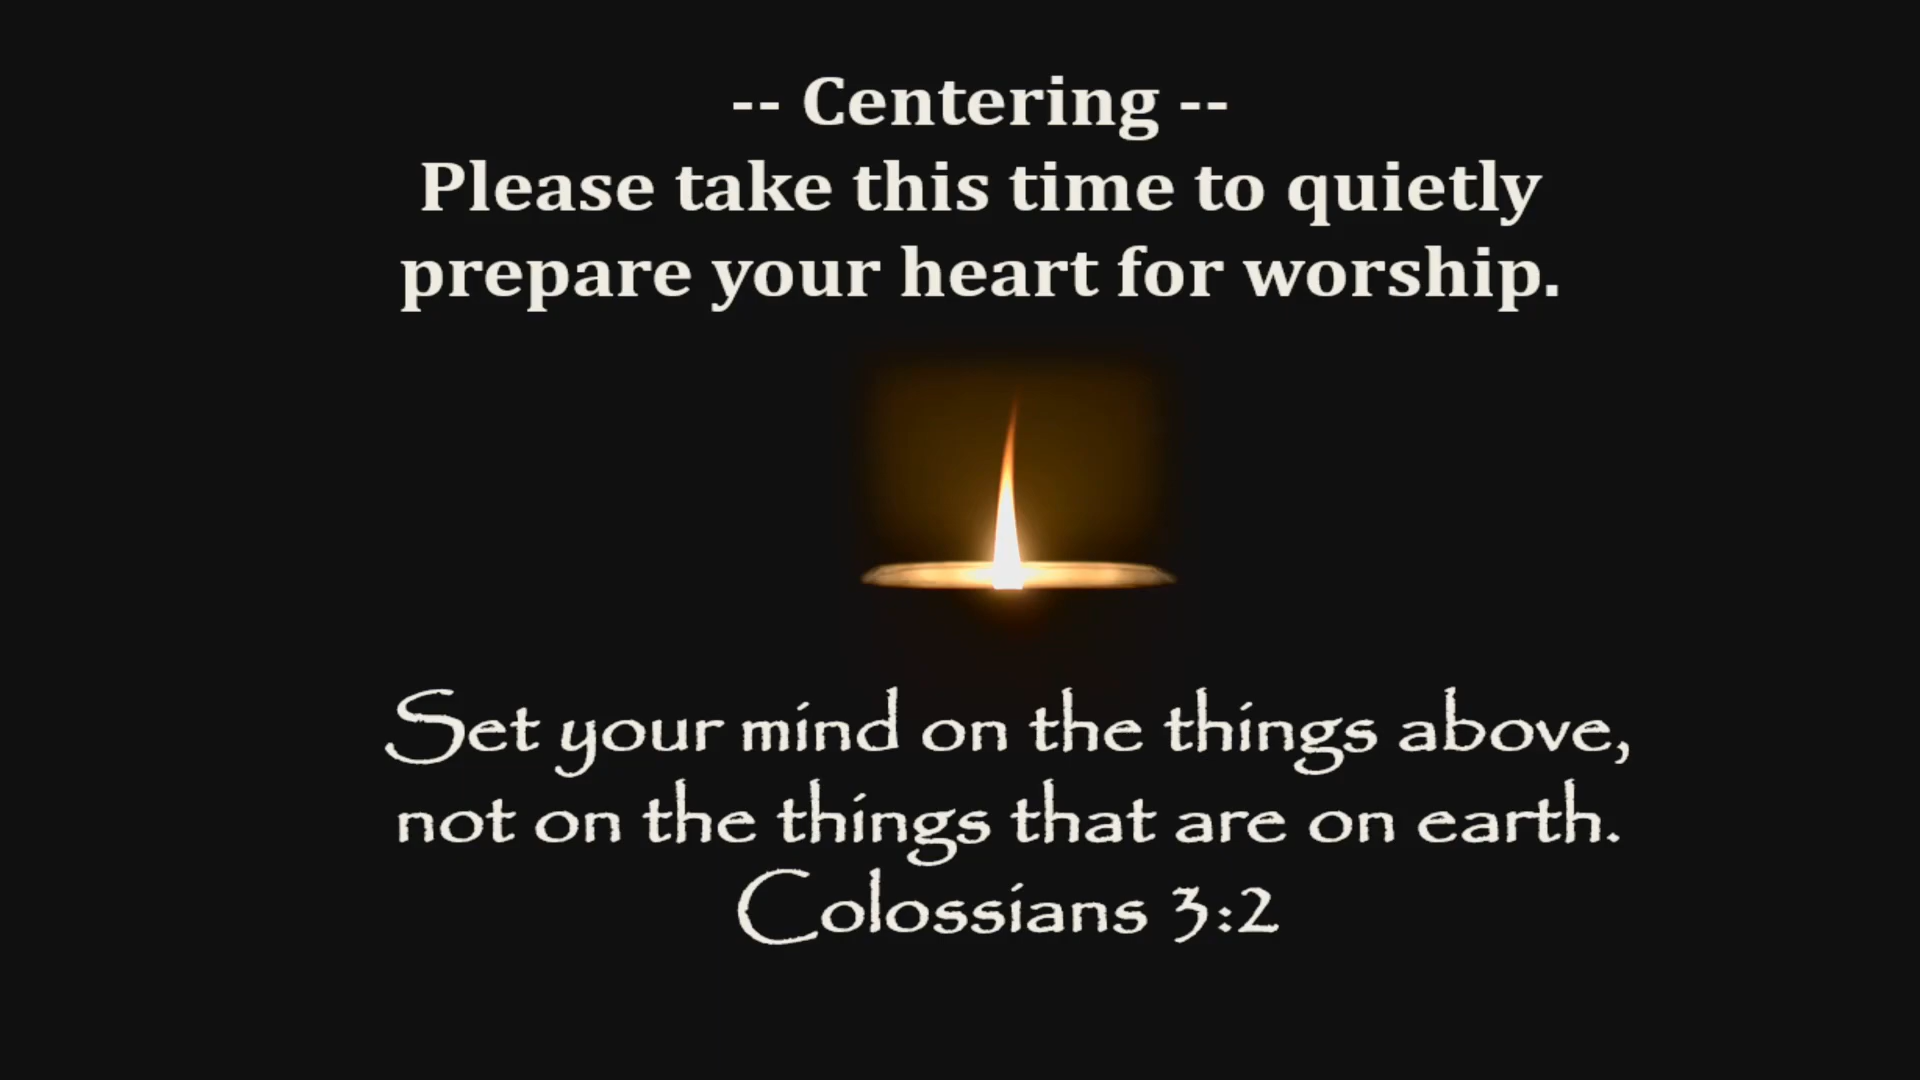 -- Centering --
Please take this time to quietly
prepare your heart for worship.
Set your mind on the things above,
not on the things that are on earth.
Colossians 3:2